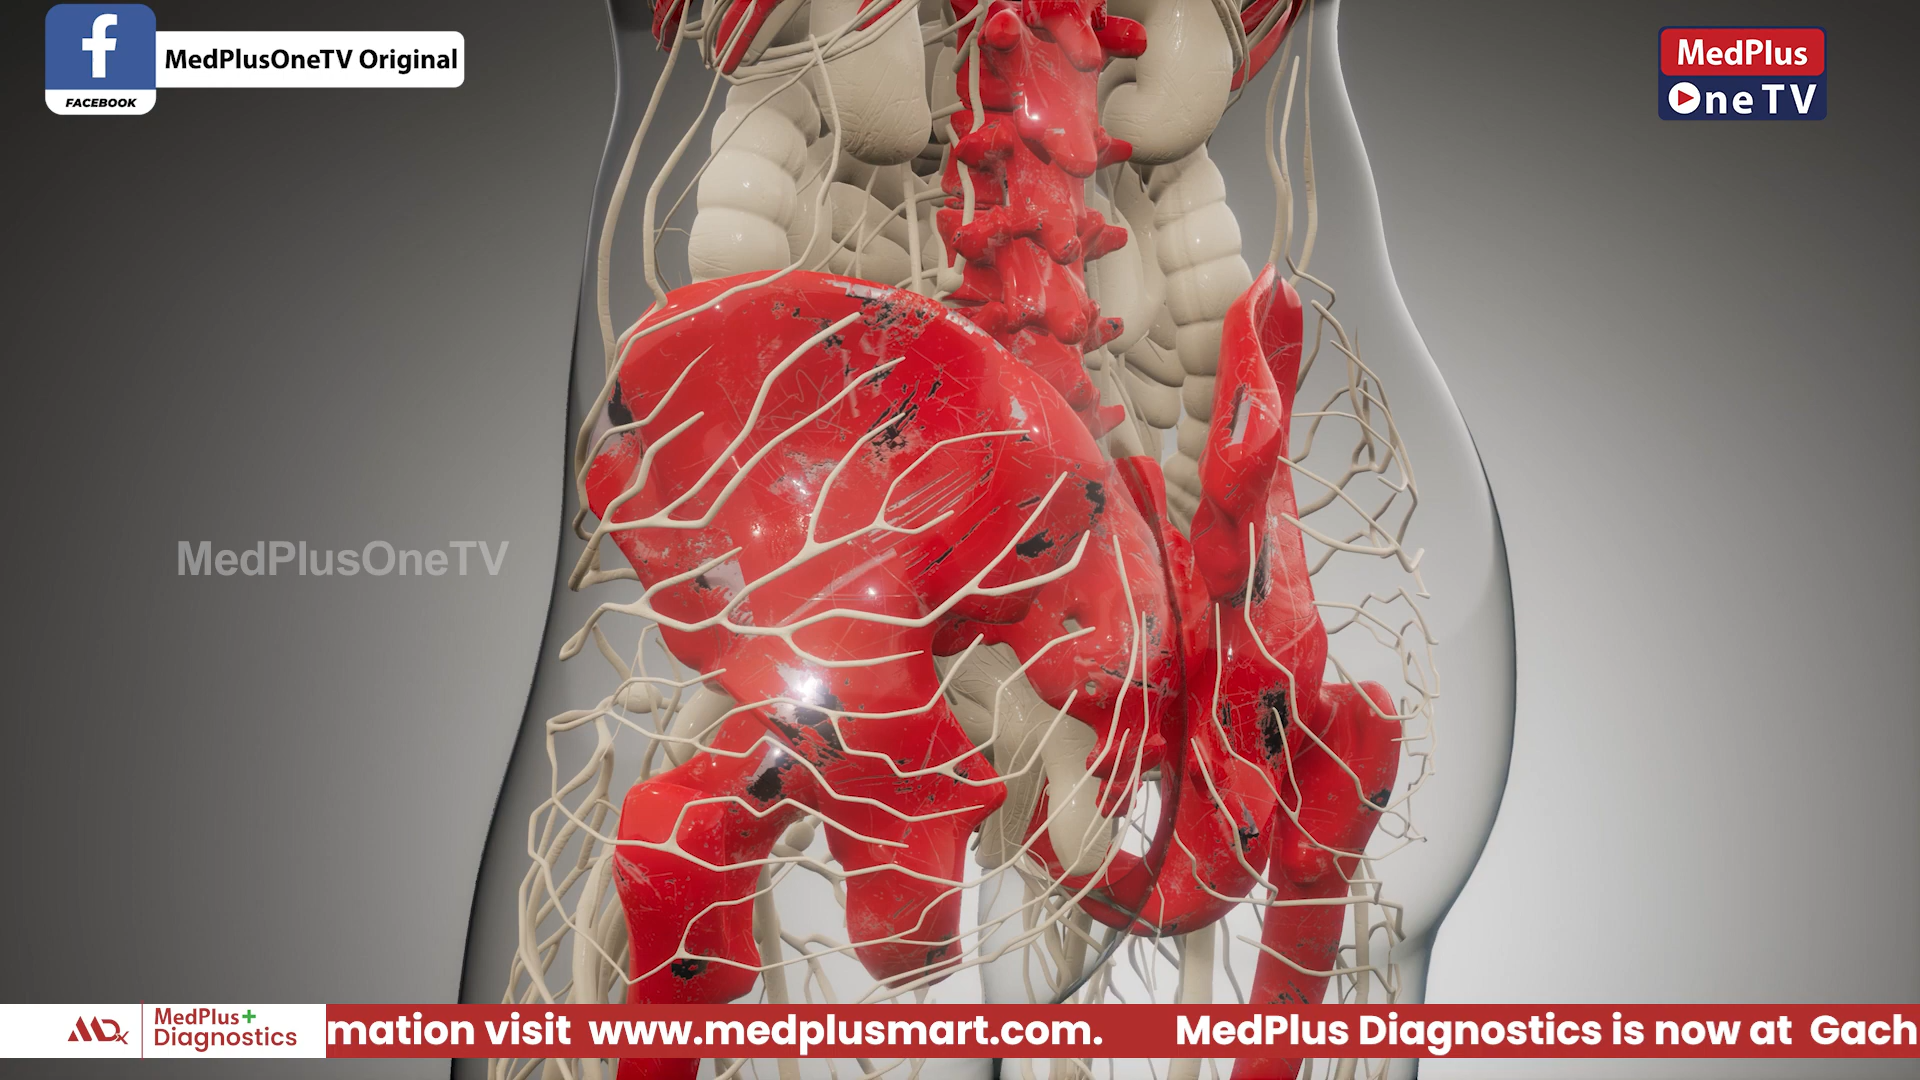 f
FACEBOOK
MedPlusOneTV Original
MedPlus
One TV
MedPlusOneTV
MDx
MedPlus+
Diagnostics
mation visit www.medplusmart.com. MedPlus Diagnostics is now at Gach